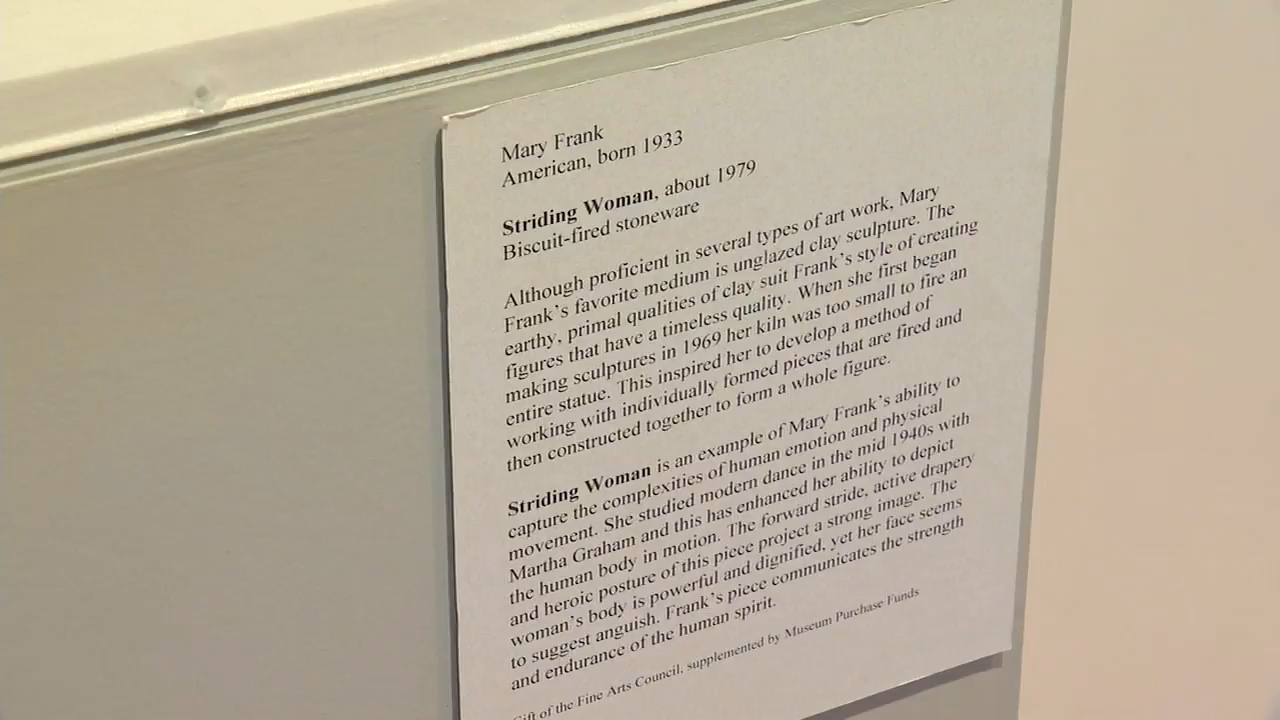 Mary Frank
American, born 1933
Striding Woman, about 1979
Biscuit-fired stoneware
Although proficient in several types of art work, Mary
Frank's favorite medium is unglazed clay sculpture. The
earthy, primal qualities of clay suit Frank's style of creating
figures that have a timeless quality. When she first began
making sculptures in 1969 her kiln was too small to fire an
entire statue. This inspired her to develop a method of
working with individually formed pieces that are fired and
then constructed together to form a whole figure.
Striding Woman is an example of Mary Frank's ability to
capture the complexities of human emotion and physical
movement. She studied modern dance in the mid 1940s with
Martha Graham and this has enhanced her ability to depict
the human body in motion. The forward stride, active drapery
and heroic posture of this piece project a strong image. The
woman's body is powerful and dignified, yet her face seems
to suggest anguish. Frank's piece communicates the strength
and endurance of the human spirit.
Gift of the Fine Arts Council, supplemented by Museum Purchase Funds